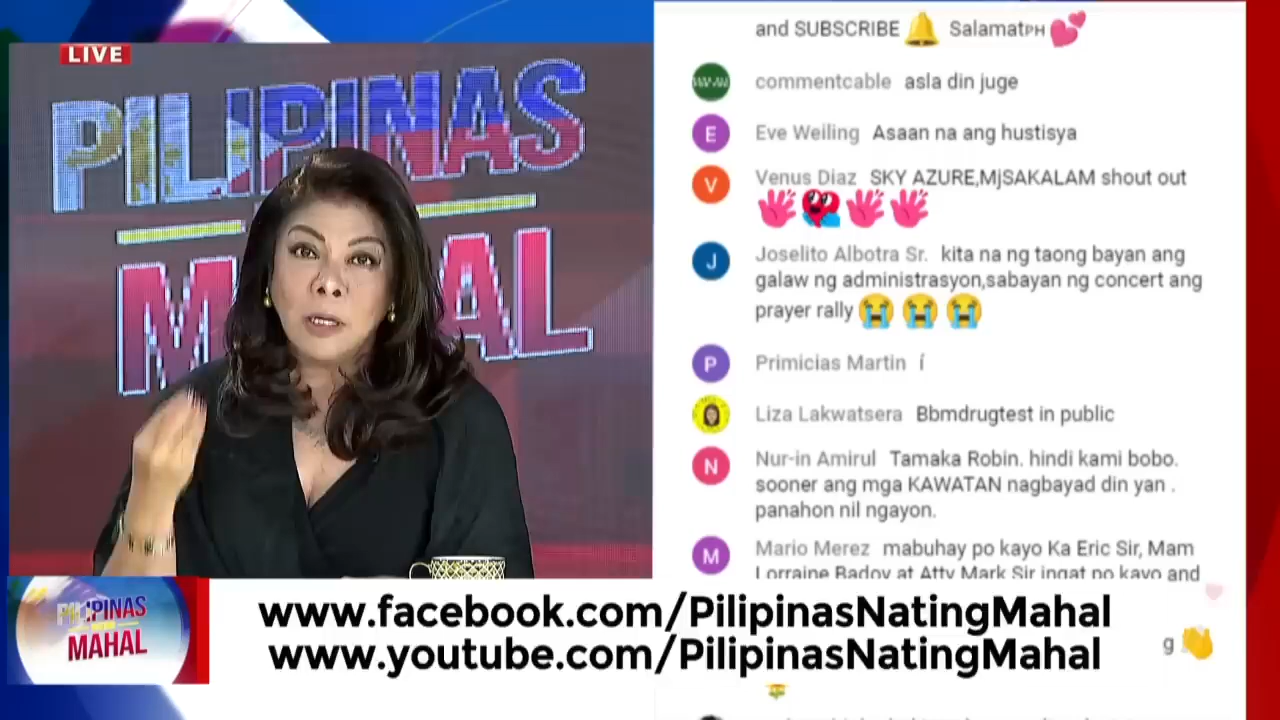 LIVE
PILIPINAS
MAHAL
and SUBSCRIBE 🔔 SalamatPH 💕
commentcable asla din juge
E Eve Weiling Asaan na ang hustisya
V Venus Diaz SKY AZURE,MjSAKALAM shout out
J Joselito Albotra Sr. kita na ng taong bayan ang
galaw ng administrasyon,sabayan ng concert ang
prayer rally 😭 😭 😭
P Primicias Martin í
Liza Lakwatsera Bbmdrugtest in public
N Nur-in Amirul Tamaka Robin. hindi kami bobo.
sooner ang mga KAWATAN nagbayad din yan .
panahon nil ngayon.
M Mario Merez mabuhay po kayo Ka Eric Sir, Mam
Lorraine Badoy at Atty Mark Sir ingat po kayo and
g 👏
PILIPINAS
NATING
MAHAL
www.facebook.com/PilipinasNatingMahal
www.youtube.com/PilipinasNatingMahal